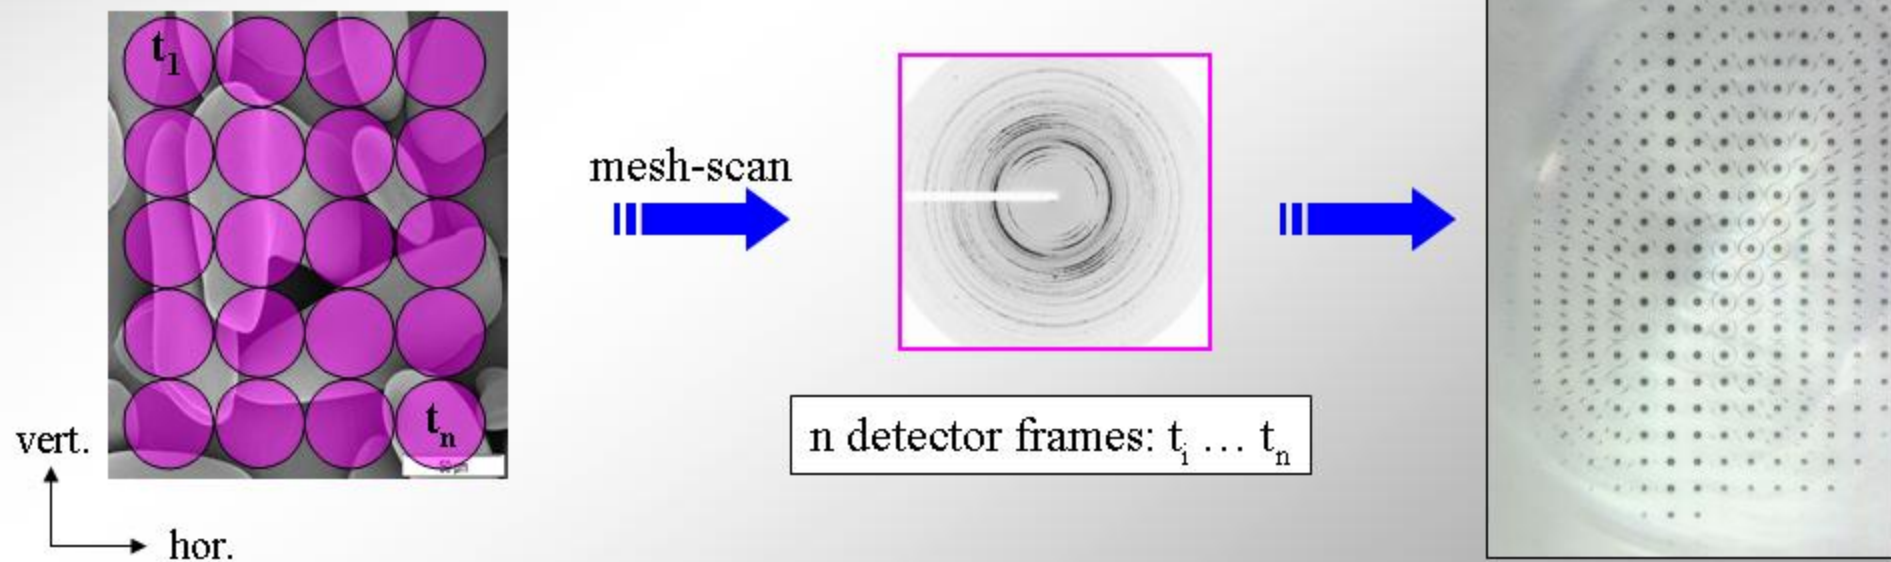 t₁
tₙ
vert.
hor.
mesh-scan
n detector frames: tᵢ … tₙ